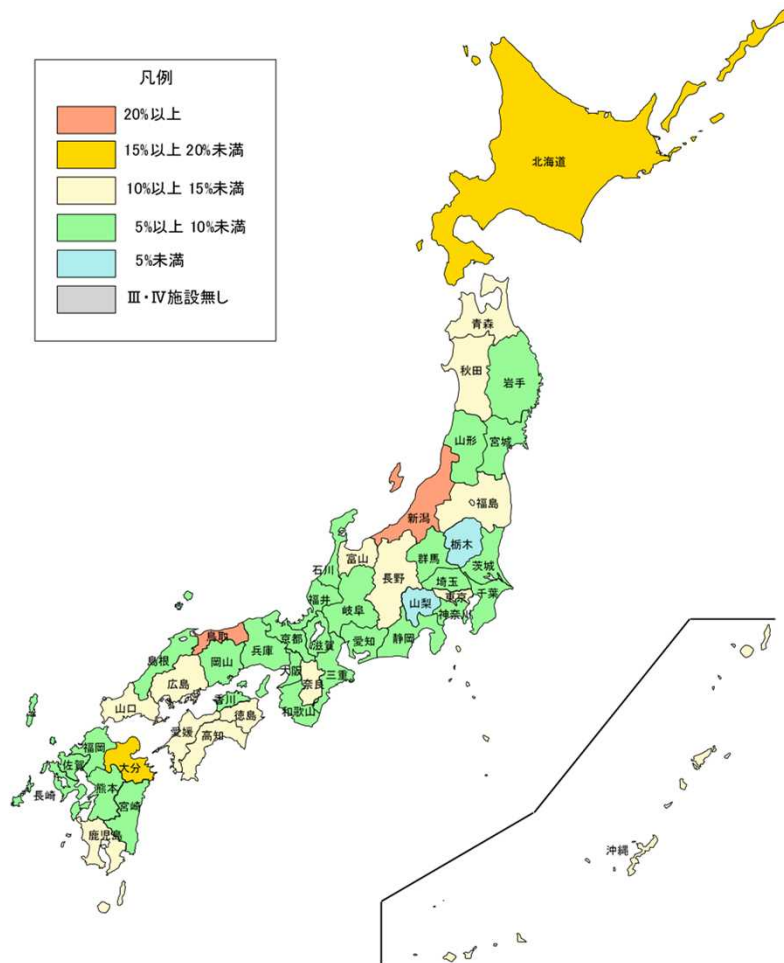 凡例
20%以上
15%以上 20%未満
10%以上 15%未満
5%以上 10%未満
5%未満
Ⅲ・Ⅳ施設無し
北海道
青森
秋田
岩手
山形
宮城
新潟
福島
栃木
群馬
茨城
富山
石川
長野
埼玉
福井
岐阜
山梨
東京
千葉
神奈川
静岡
愛知
滋賀
京都
兵庫
鳥取
島根
岡山
大阪
奈良
三重
広島
香川
和歌山
山口
徳島
愛媛
高知
福岡
佐賀
大分
長崎
熊本
宮崎
鹿児島
沖縄